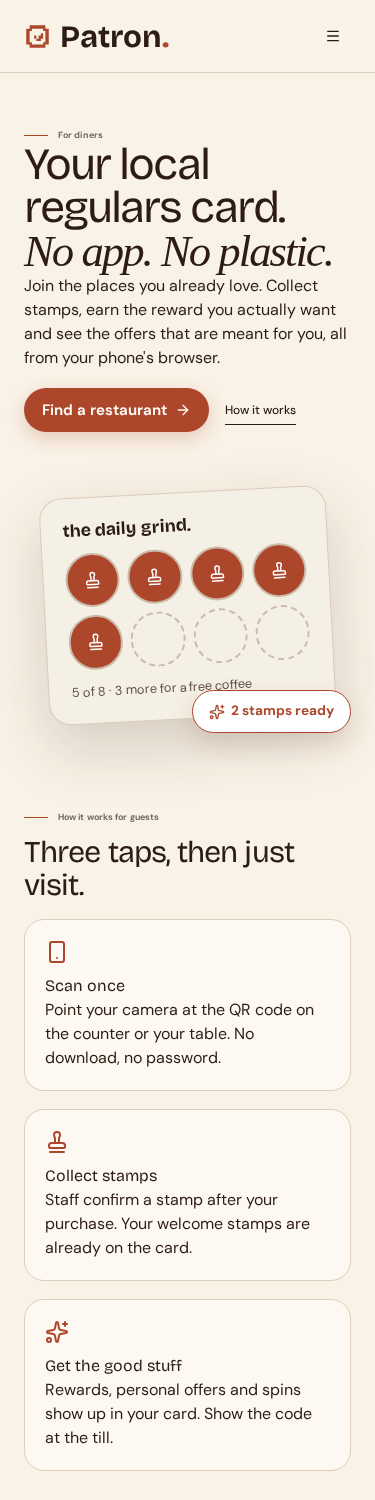 Patron.
For diners
Your local
regulars card.
No app. No plastic.
Join the places you already love. Collect
stamps, earn the reward you actually want
and see the offers that are meant for you, all
from your phone's browser.
Find a restaurant
How it works
the daily grind.
5 of 8 · 3 more for a free coffee
2 stamps ready
How it works for guests
Three taps, then just
visit.
Scan once
Point your camera at the QR code on
the counter or your table. No
download, no password.
Collect stamps
Staff confirm a stamp after your
purchase. Your welcome stamps are
already on the card.
Get the good stuff
Rewards, personal offers and spins
show up in your card. Show the code
at the till.